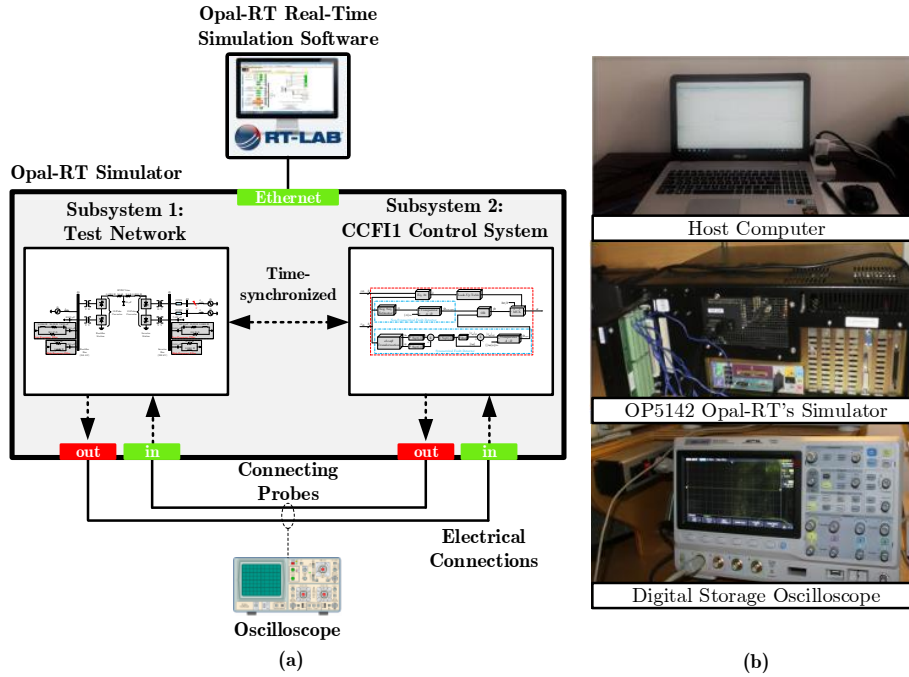 Opal-RT Real-Time
Simulation Software
RT-LAB
Opal-RT Simulator
Ethernet
Subsystem 1:
Test Network
Subsystem 2:
CCFI1 Control System
Time-
synchronized
out
in
out
in
Connecting
Probes
Electrical
Connections
Oscilloscope
(a)
Host Computer
OP5142 Opal-RT's Simulator
Digital Storage Oscilloscope
(b)